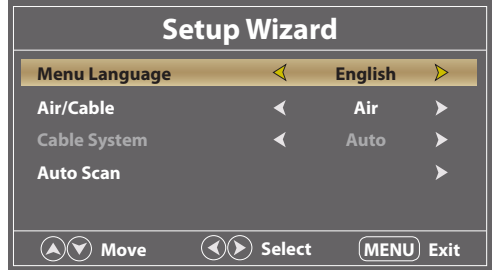 Setup Wizard
Menu Language English
Air/Cable Air
Cable System Auto
Auto Scan
Move Select MENU Exit